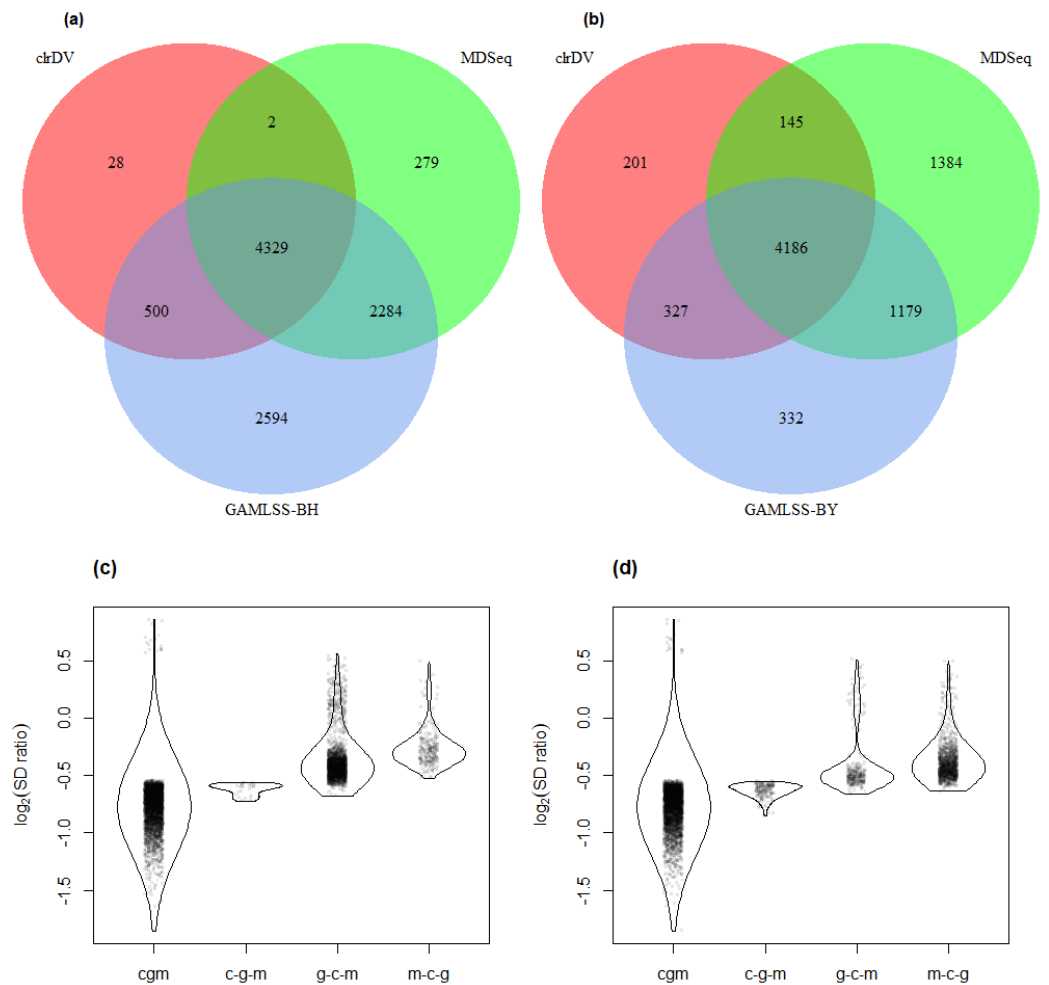 (a)
(b)
clrDV
MDSeq
clrDV
MDSeq
2
145
28
279
201
1384
4329
4186
500
2284
327
1179
2594
332
GAMLSS-BH
GAMLSS-BY
(c)
(d)
log2(SD ratio)
0.5
0.0
-0.5
-1.0
-1.5
cgm
c-g-m
g-c-m
m-c-g
log2(SD ratio)
0.5
0.0
-0.5
-1.0
-1.5
cgm
c-g-m
g-c-m
m-c-g